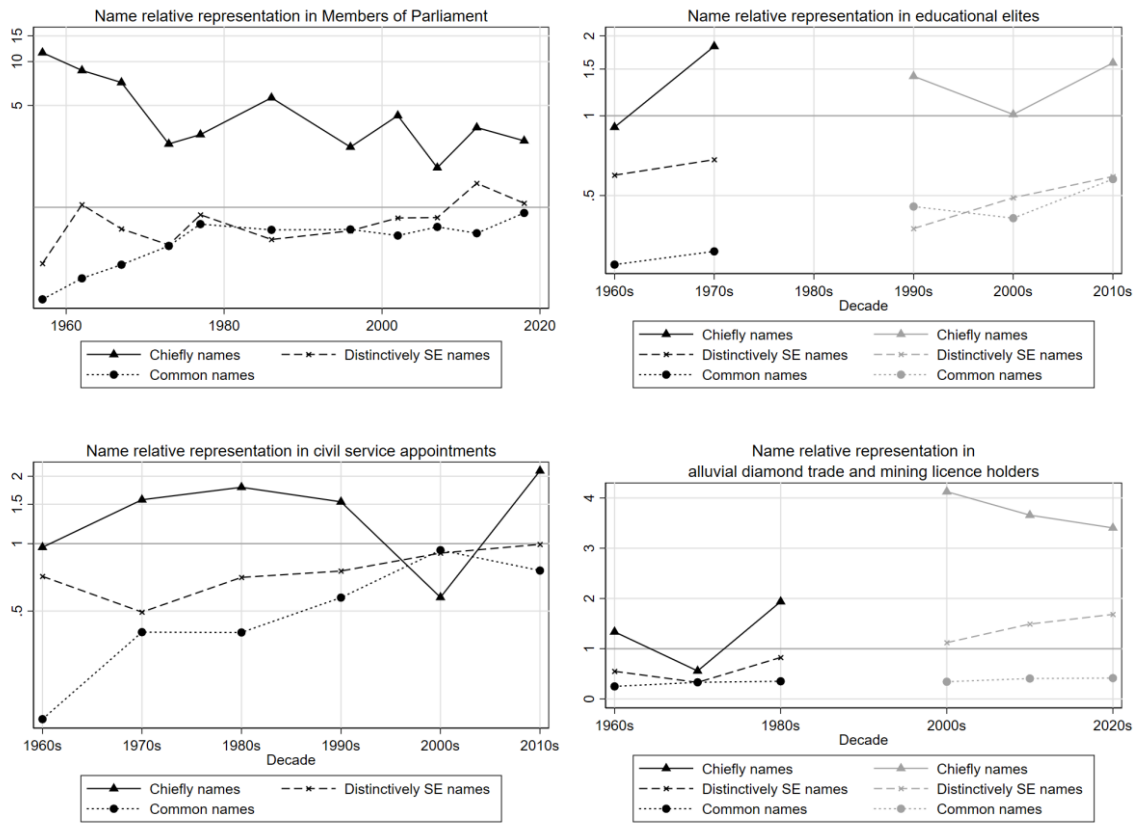 Name relative representation in Members of Parliament
15
10
5
1960
1980
2000
2020
Chiefly names
Distinctively SE names
Common names
Name relative representation in educational elites
2
1.5
1
.5
1960s
1970s
1980s
1990s
2000s
2010s
Decade
Chiefly names
Chiefly names
Distinctively SE names
Distinctively SE names
Common names
Common names
Name relative representation in civil service appointments
2
1.5
1
.5
1960s
1970s
1980s
1990s
2000s
2010s
Decade
Chiefly names
Distinctively SE names
Common names
Name relative representation in
alluvial diamond trade and mining licence holders
4
3
2
1
0
1960s
1980s
2000s
2020s
Decade
Chiefly names
Chiefly names
Distinctively SE names
Distinctively SE names
Common names
Common names